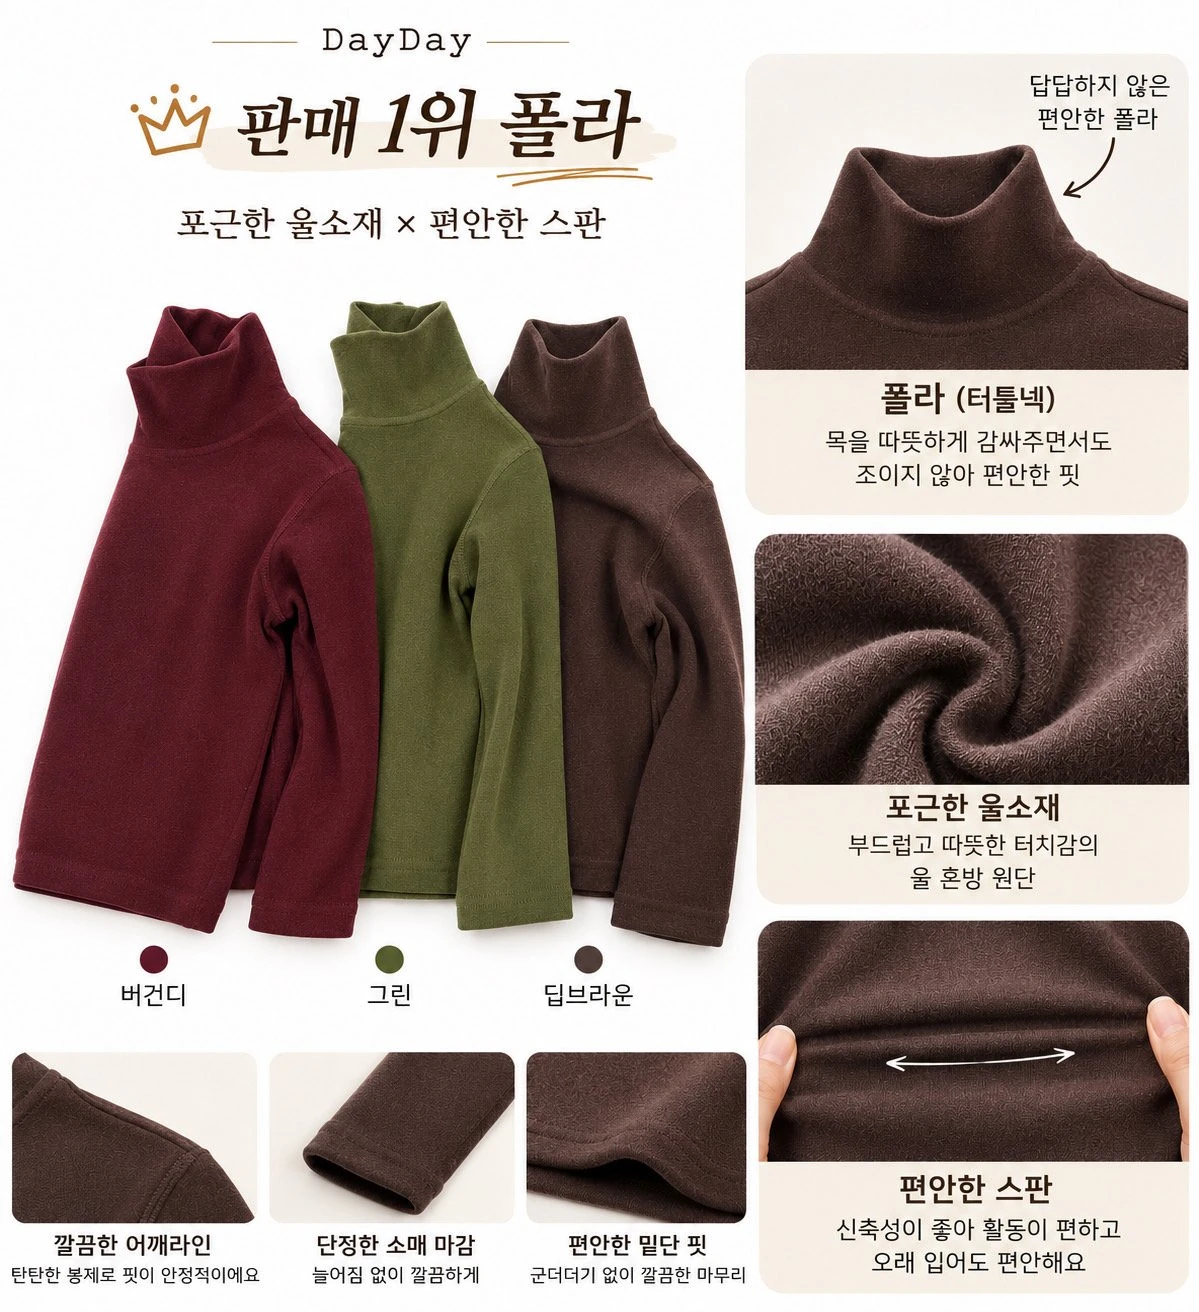 DayDay
판매 1위 폴라
포근한 울소재 × 편안한 스판
답답하지 않은
편안한 폴라
폴라 (터틀넥)
목을 따뜻하게 감싸주면서도
조이지 않아 편안한 핏
포근한 울소재
부드럽고 따뜻한 터치감의
울 혼방 원단
편안한 스판
신축성이 좋아 활동이 편하고
오래 입어도 편안해요
버건디
그린
딥브라운
깔끔한 어깨라인
탄탄한 봉제로 핏이 안정적이에요
단정한 소매 마감
늘어짐 없이 깔끔하게
편안한 밑단 핏
군더더기 없이 깔끔한 마무리